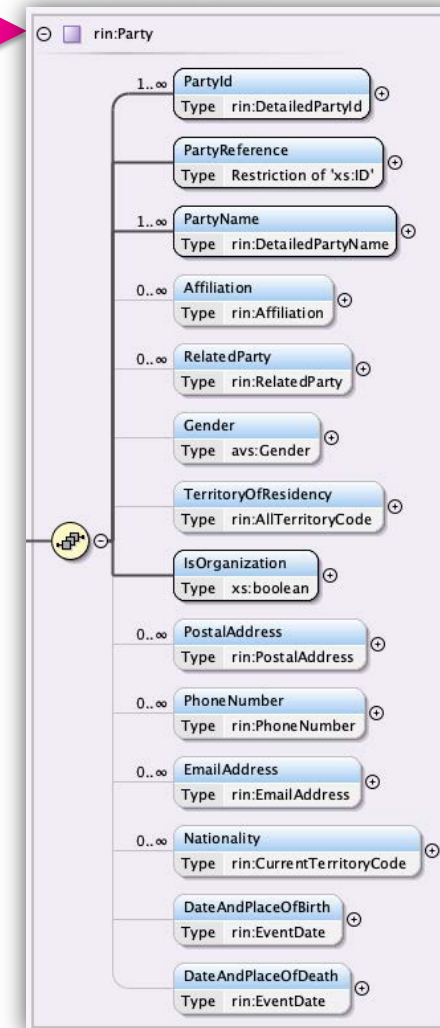 rin:Party
1..∞ PartyId
Type rin:DetailedPartyId
PartyReference
Type Restriction of 'xs:ID'
1..∞ PartyName
Type rin:DetailedPartyName
0..∞ Affiliation
Type rin:Affiliation
0..∞ RelatedParty
Type rin:RelatedParty
Gender
Type avs:Gender
TerritoryOfResidency
Type rin:AllTerritoryCode
IsOrganization
Type xs:boolean
0..∞ PostalAddress
Type rin:PostalAddress
0..∞ PhoneNumber
Type rin:PhoneNumber
0..∞ EmailAddress
Type rin:EmailAddress
0..∞ Nationality
Type rin:CurrentTerritoryCode
DateAndPlaceOfBirth
Type rin:EventDate
DateAndPlaceOfDeath
Type rin:EventDate